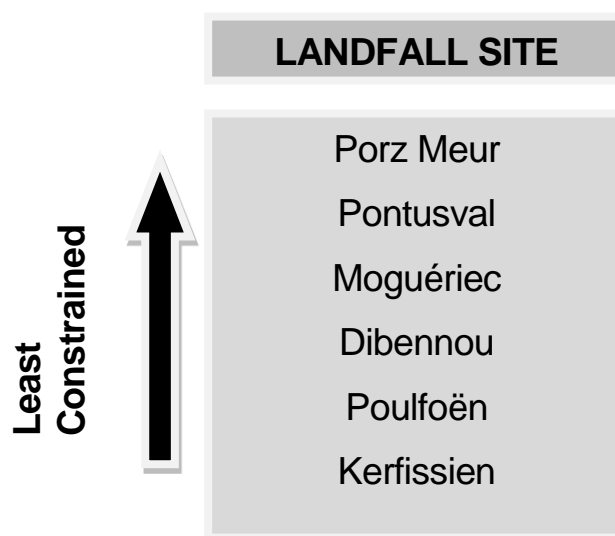 LANDFALL SITE
Least
Constrained
Porz Meur
Pontusval
Moguériec
Dibennou
Poulfoën
Kerfissien